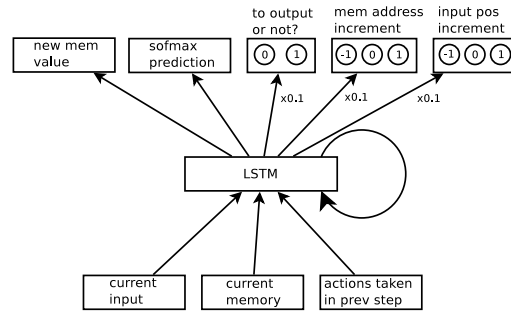 to output
or not?
mem address
increment
input pos
increment
new mem
value
sofmax
prediction
0 1
-1 0 1
-1 0 1
x0.1
x0.1
x0.1
LSTM
current
input
current
memory
actions taken
in prev step